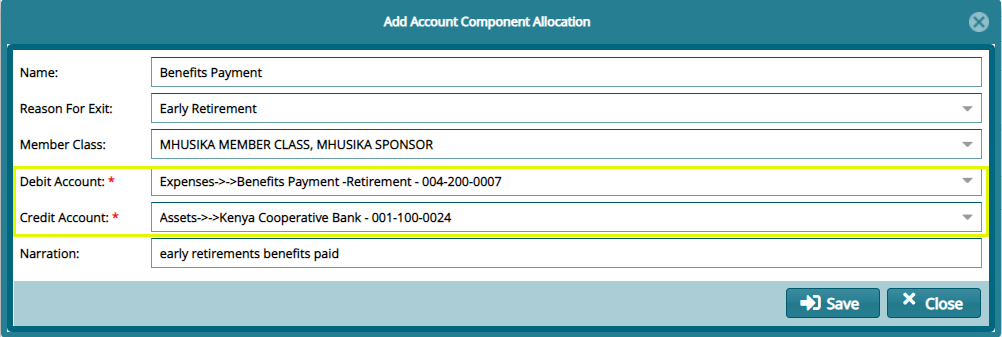 Add Account Component Allocation
Name: Benefits Payment
Reason For Exit: Early Retirement
Member Class: MHUSIKA MEMBER CLASS, MHUSIKA SPONSOR
Debit Account: * Expenses->->Benefits Payment -Retirement - 004-200-0007
Credit Account: * Assets->->Kenya Cooperative Bank - 001-100-0024
Narration: early retirements benefits paid
Save Close